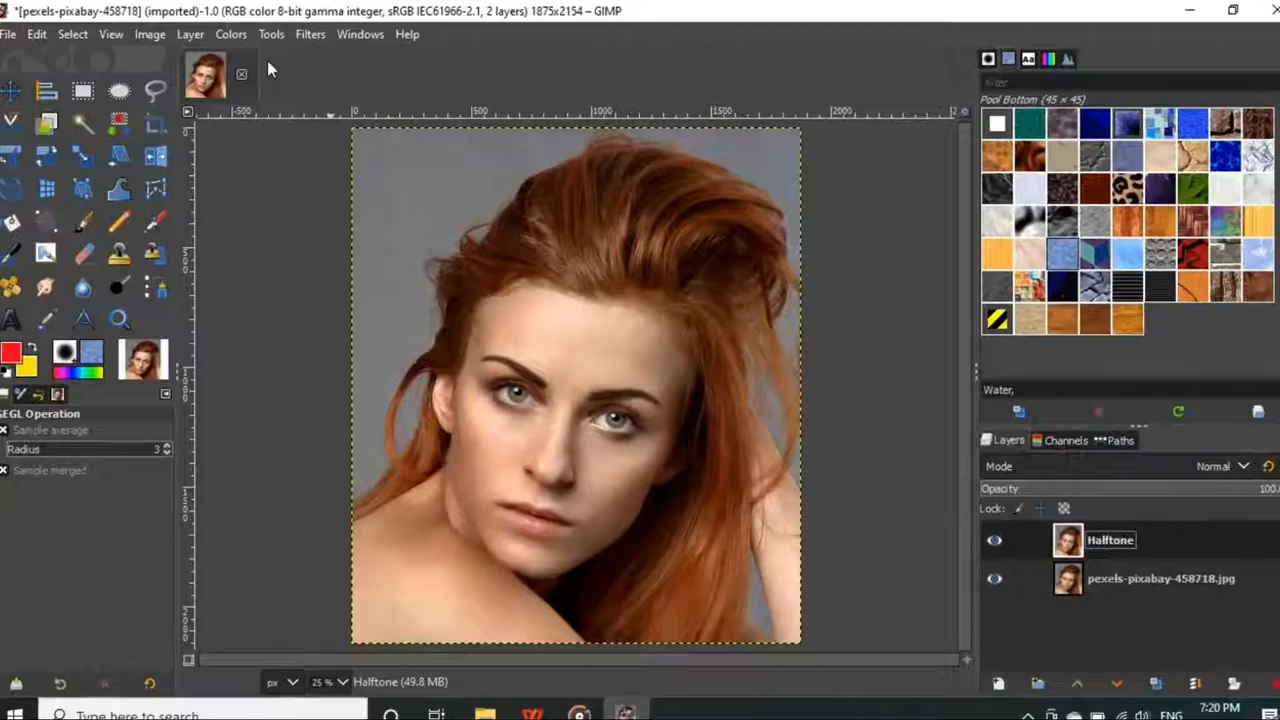 *[pexels-pixabay-458718] (imported)-1.0 (RGB color 8-bit gamma integer, sRGB IEC61966-2.1, 2 layers) 1875x2154 – GIMP
File Edit Select View Image Layer Colors Tools Filters Windows Help
filter
Pool Bottom (45 × 45)
-500 0 500 1000 1500 2000
GEGL Operation
Sample average
Radius 3
Sample merged
Water,
Layers Channels Paths
Mode Normal
Opacity 100.
Lock:
Halftone
pexels-pixabay-458718.jpg
px 25 % Halftone (49.8 MB)
Type here to search
ENG
7:20 PM